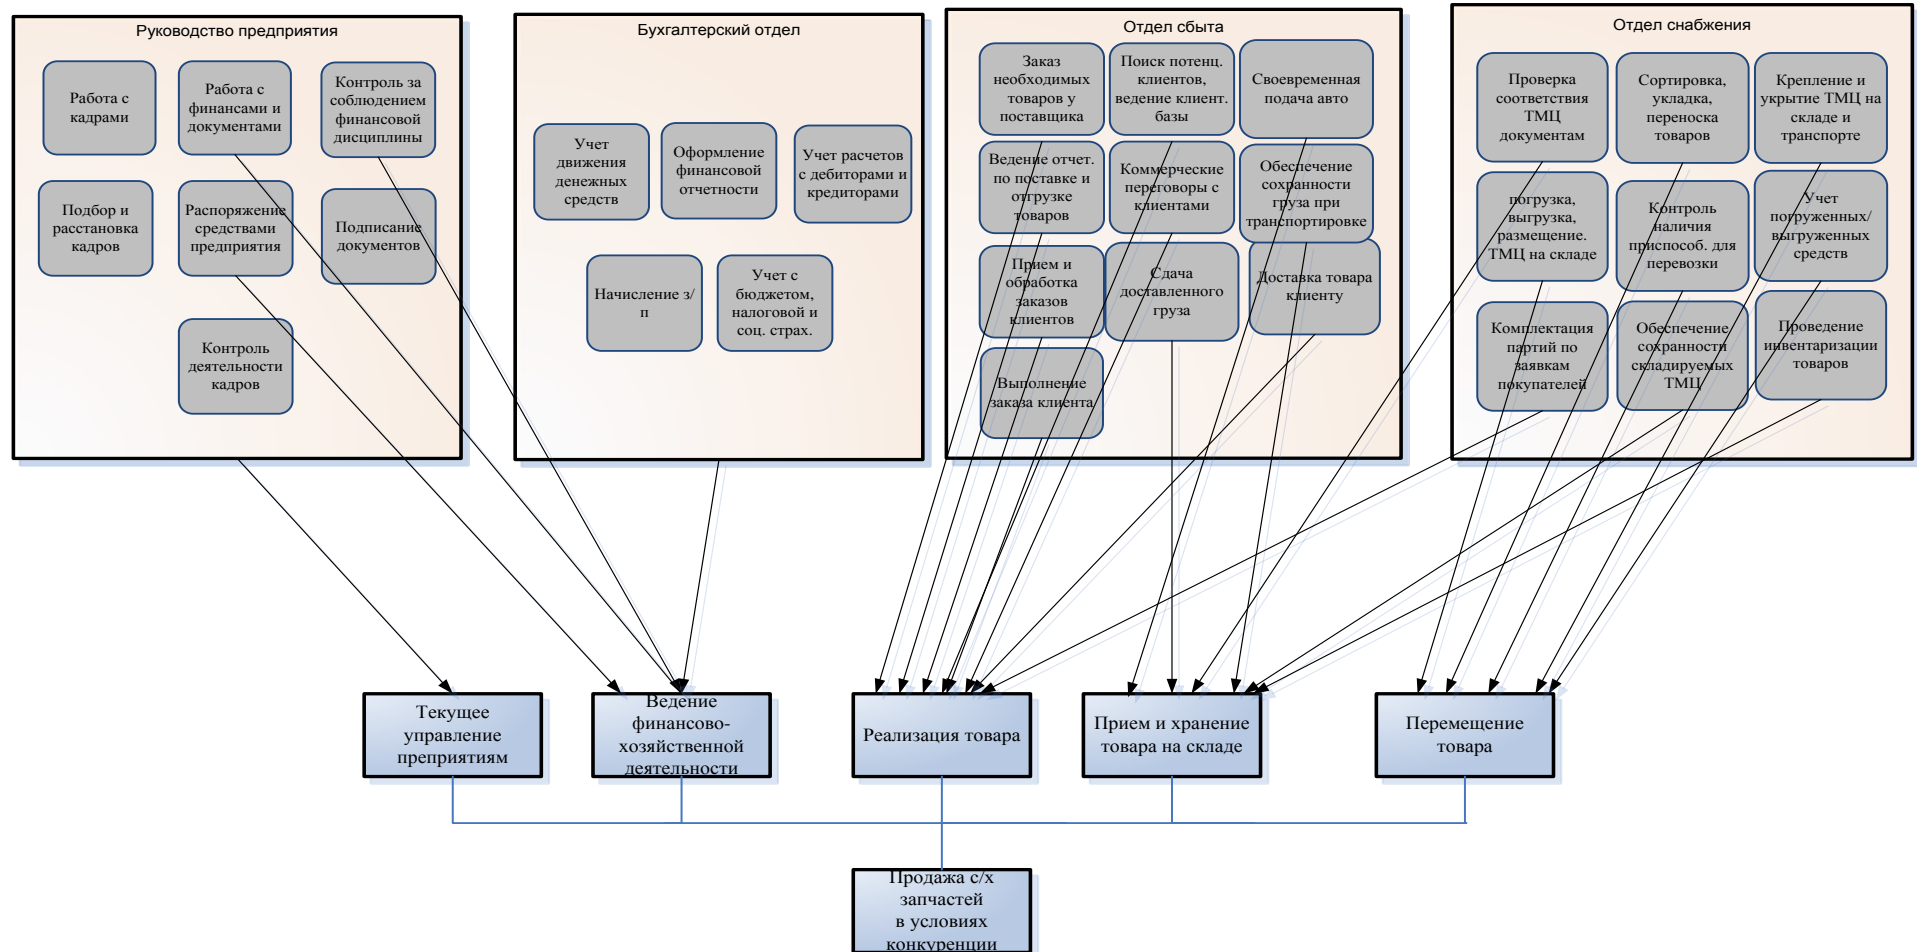 Руководство предприятия
Работа с
кадрами
Работа с
финансами и
документами
Контроль за
соблюдением
финансовой
дисциплины
Подбор и
расстановка
кадров
Распоряжение
средствами
предприятия
Подписание
документов
Контроль
деятельности
кадров
Бухгалтерский отдел
Учет
движения
денежных
средств
Оформление
финансовой
отчетности
Учет расчетов
с дебиторами и
кредиторами
Начисление з/
п
Учет с
бюджетом,
налоговой и
соц. страх.
Отдел сбыта
Заказ
необходимых
товаров у
поставщика
Поиск потенц.
клиентов,
ведение клиент.
базы
Своевременная
подача авто
Ведение отчет.
по поставке и
отгрузке
товаров
Коммерческие
переговоры с
клиентами
Обеспечение
сохранности
груза при
транспортировке
Прием и
обработка
заказов
клиентов
Сдача
доставленного
груза
Доставка товара
клиенту
Выполнение
заказа клиента
Отдел снабжения
Проверка
соответствия
ТМЦ
документам
Сортировка,
укладка,
переноска
товаров
Крепление и
укрытие ТМЦ на
складе и
транспорте
погрузка,
выгрузка,
размещение.
ТМЦ на складе
Контроль
наличия
приспособ. для
перевозки
Учет
погруженных/
выгруженных
средств
Комплектация
партий по
заявкам
покупателей
Обеспечение
сохранности
складируемых
ТМЦ
Проведение
инвентаризации
товаров
Текущее
управление
преприятиям
Ведение
финансово-
хозяйственной
деятельности
Реализация товара
Прием и хранение
товара на складе
Перемещение
товара
Продажа с/х
запчастей
в условиях
конкуренции